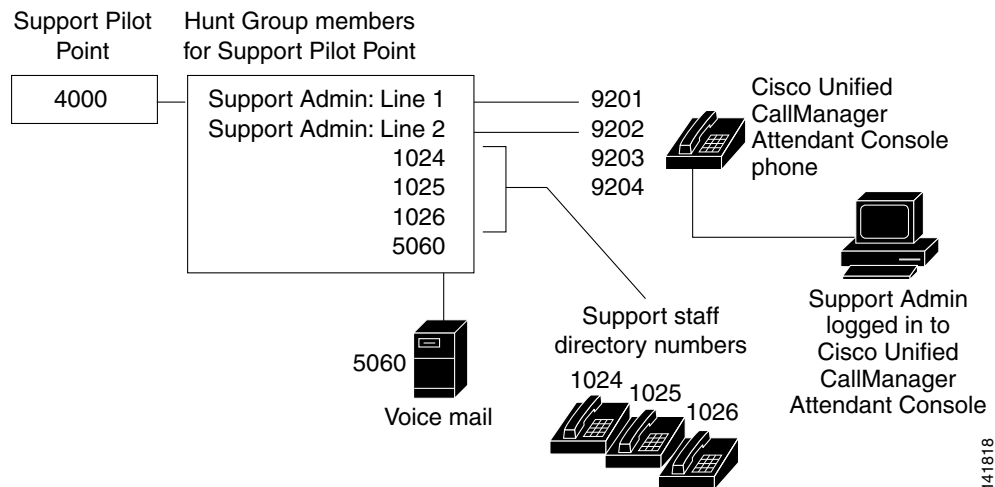 Support Pilot
Point
Hunt Group members
for Support Pilot Point
4000
Support Admin: Line 1
Support Admin: Line 2
1024
1025
1026
5060
9201
9202
9203
9204
Cisco Unified
CallManager
Attendant Console
phone
Support Admin
logged in to
Cisco Unified
CallManager
Attendant Console
5060
Voice mail
Support staff
directory numbers
1024
1025
1026
141818